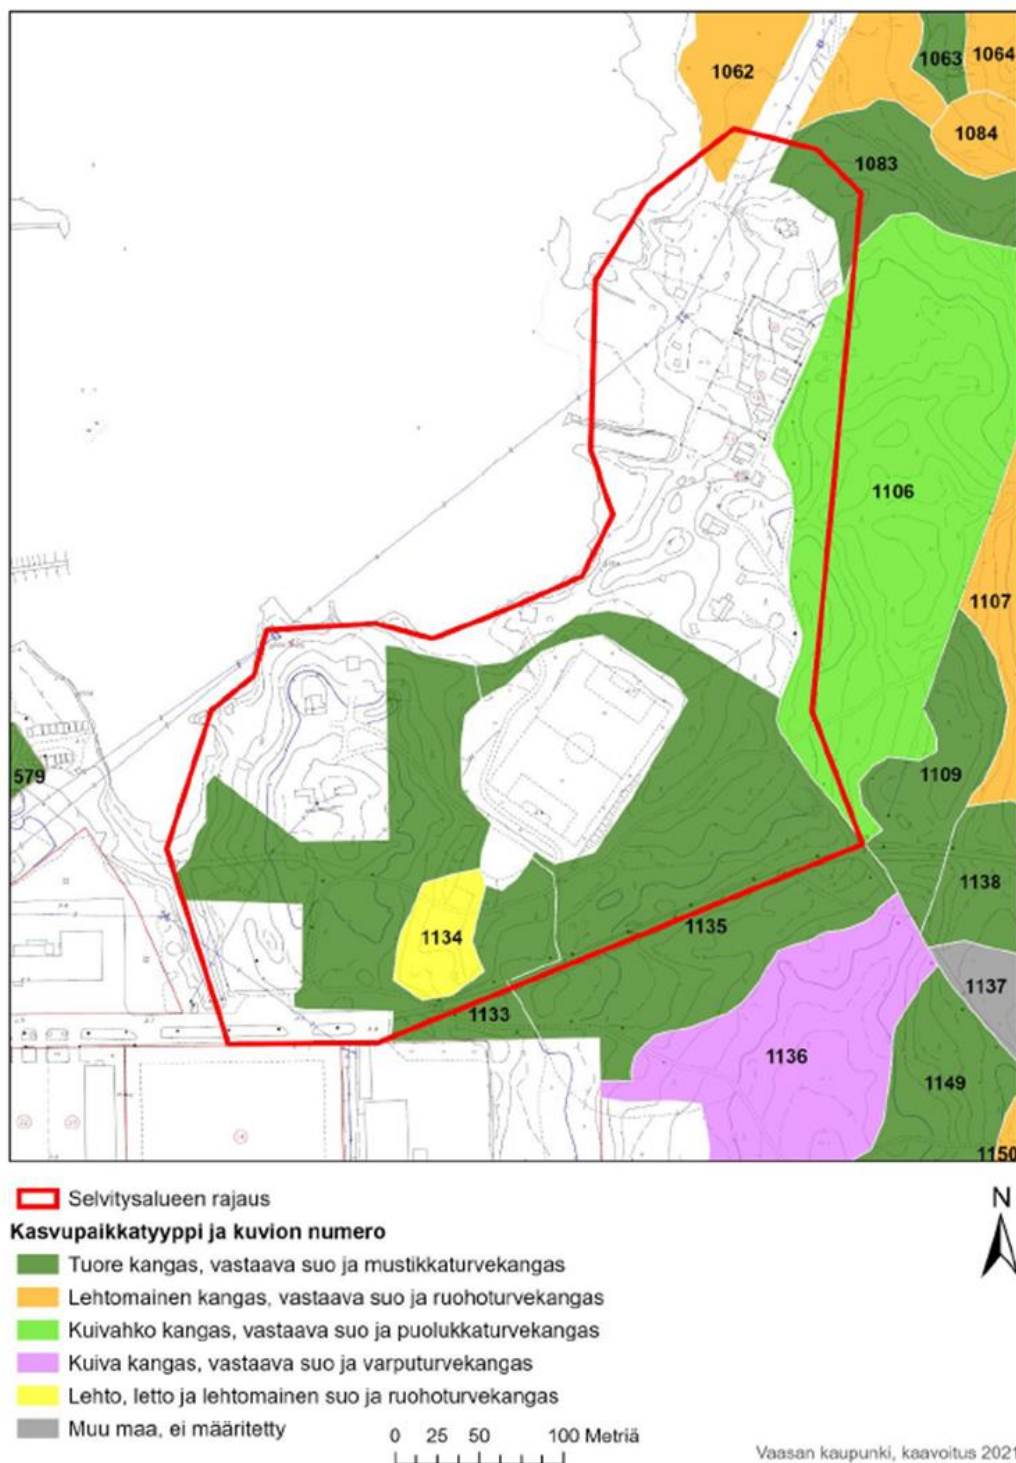 1062
1063
1064
1084
1083
1106
1107
579
1109
1138
1134
1135
1133
1137
1136
1149
1150
Selvitysalueen rajaus
N
Kasvupaikkatyyppi ja kuvion numero
Tuore kangas, vastaava suo ja mustikkaturvekangas
Lehtomainen kangas, vastaava suo ja ruohoturvekangas
Kuivahko kangas, vastaava suo ja puolukkaturvekangas
Kuiva kangas, vastaava suo ja varputurvekangas
Lehto, letto ja lehtomainen suo ja ruohoturvekangas
Muu maa, ei määritetty
0 25 50 100 Metriä
Vaasan kaupunki, kaavoitus 2021